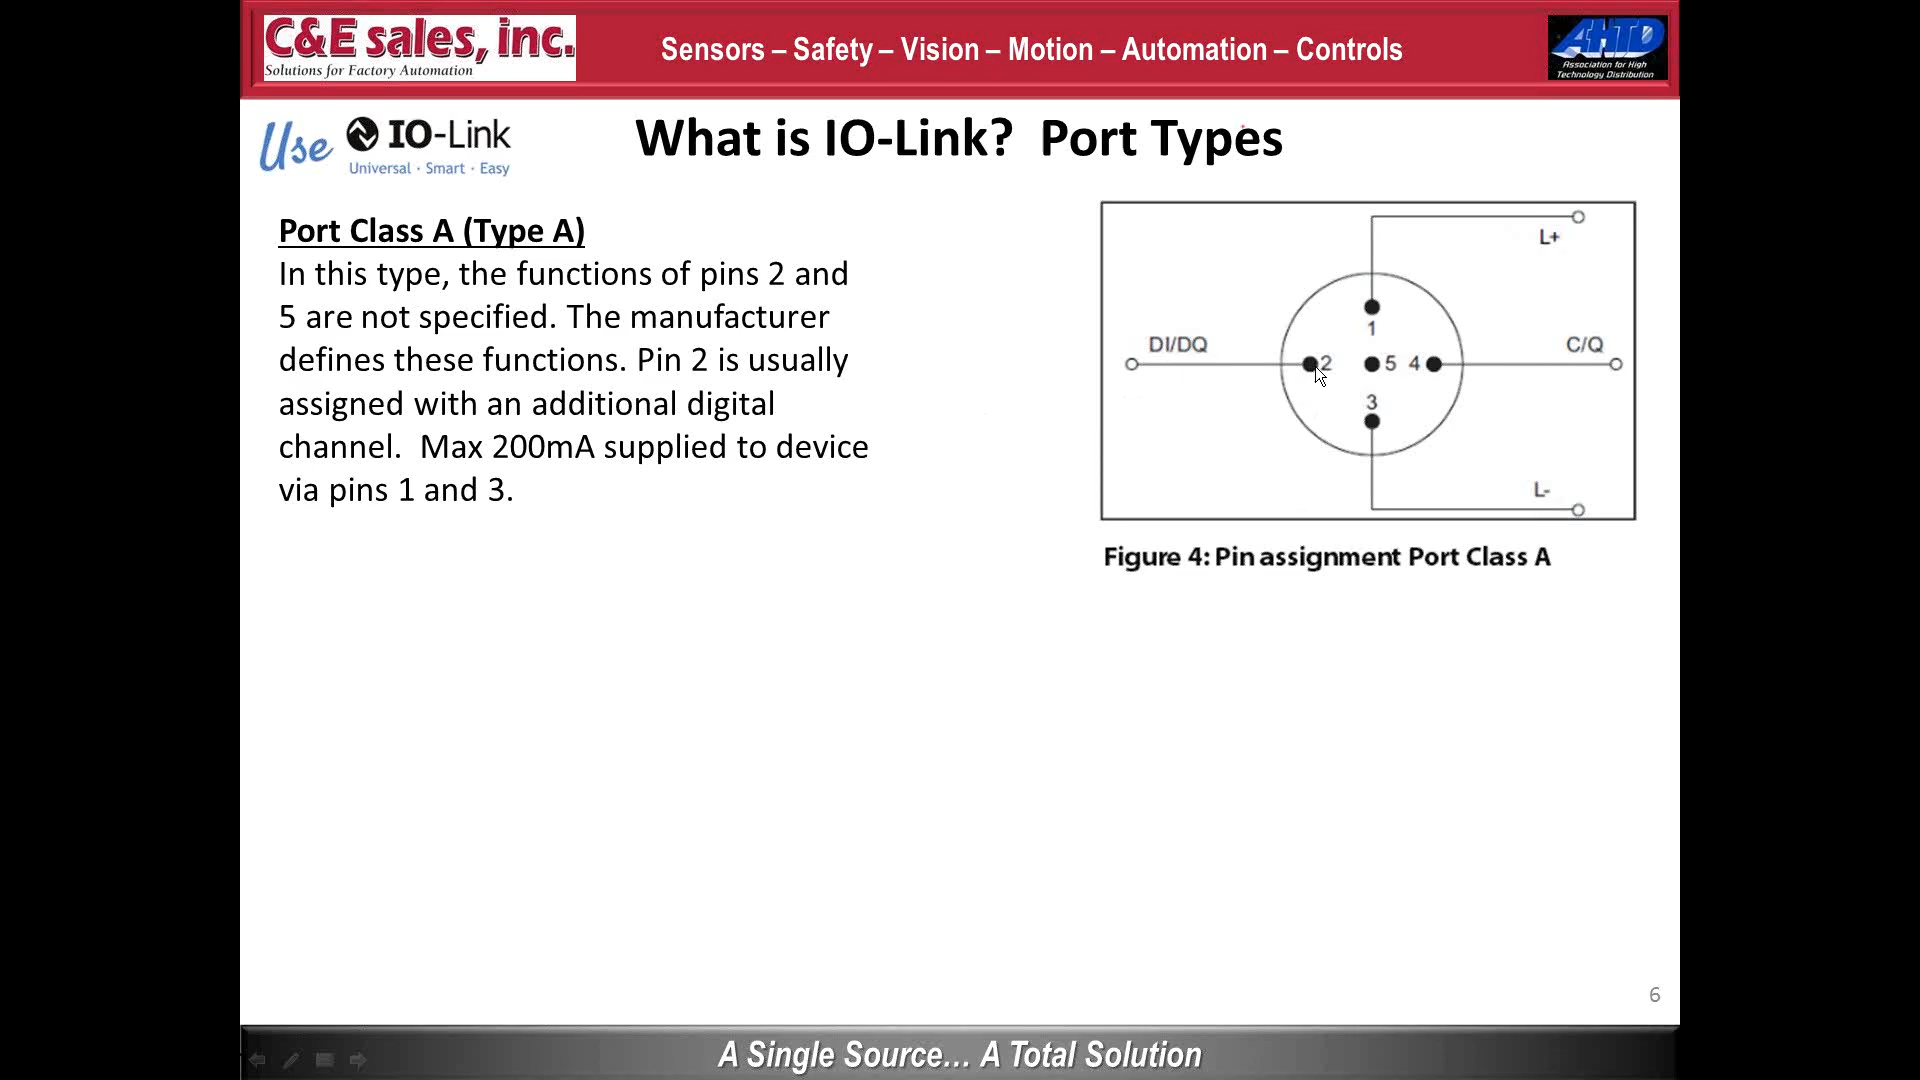 C&E sales, inc.
Solutions for Factory Automation
Sensors – Safety – Vision – Motion – Automation – Controls
AHTD
Association for High
Technology Distribution
Use IO-Link
Universal · Smart · Easy
What is IO-Link?  Port Types
Port Class A (Type A)
In this type, the functions of pins 2 and
5 are not specified. The manufacturer
defines these functions. Pin 2 is usually
assigned with an additional digital
channel.  Max 200mA supplied to device
via pins 1 and 3.
L+
1
DI/DQ
2 5 4
C/Q
3
L-
Figure 4: Pin assignment Port Class A
6
A Single Source... A Total Solution